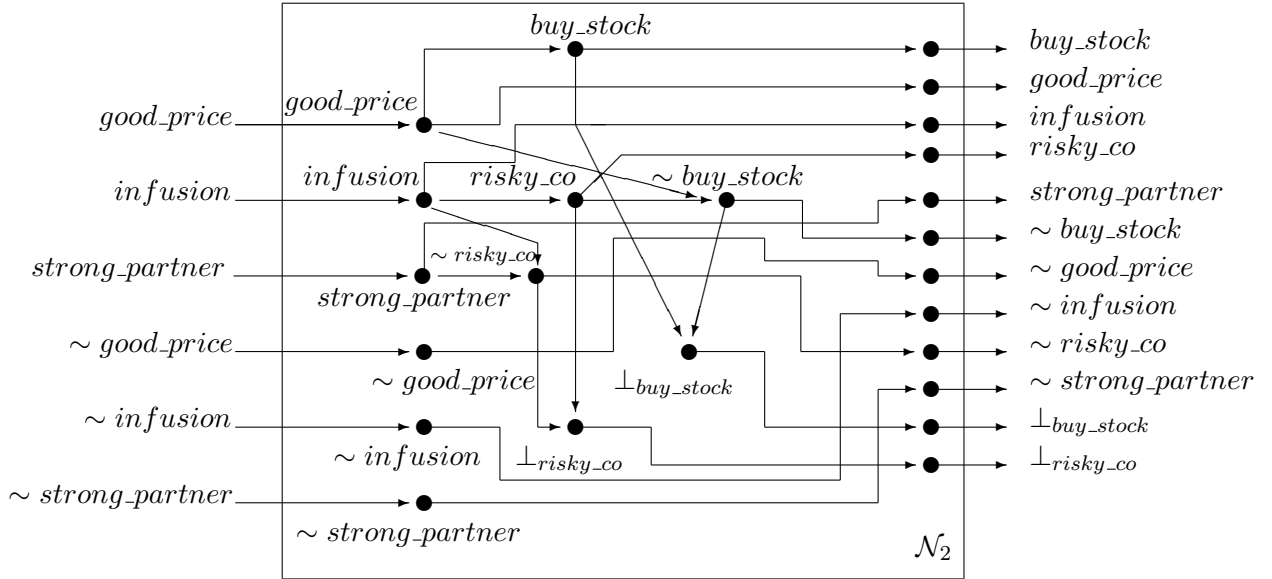 buy_stock
buy_stock
good_price
good_price
good_price
infusion
risky_co
infusion
infusion
risky_co
∼ buy_stock
strong_partner
∼ buy_stock
∼ risky_co
strong_partner
∼ good_price
strong_partner
∼ infusion
∼ good_price
∼ risky_co
∼ good_price
⊥buy_stock
∼ strong_partner
∼ infusion
⊥buy_stock
∼ infusion
⊥risky_co
⊥risky_co
∼ strong_partner
∼ strong_partner
𝒩₂